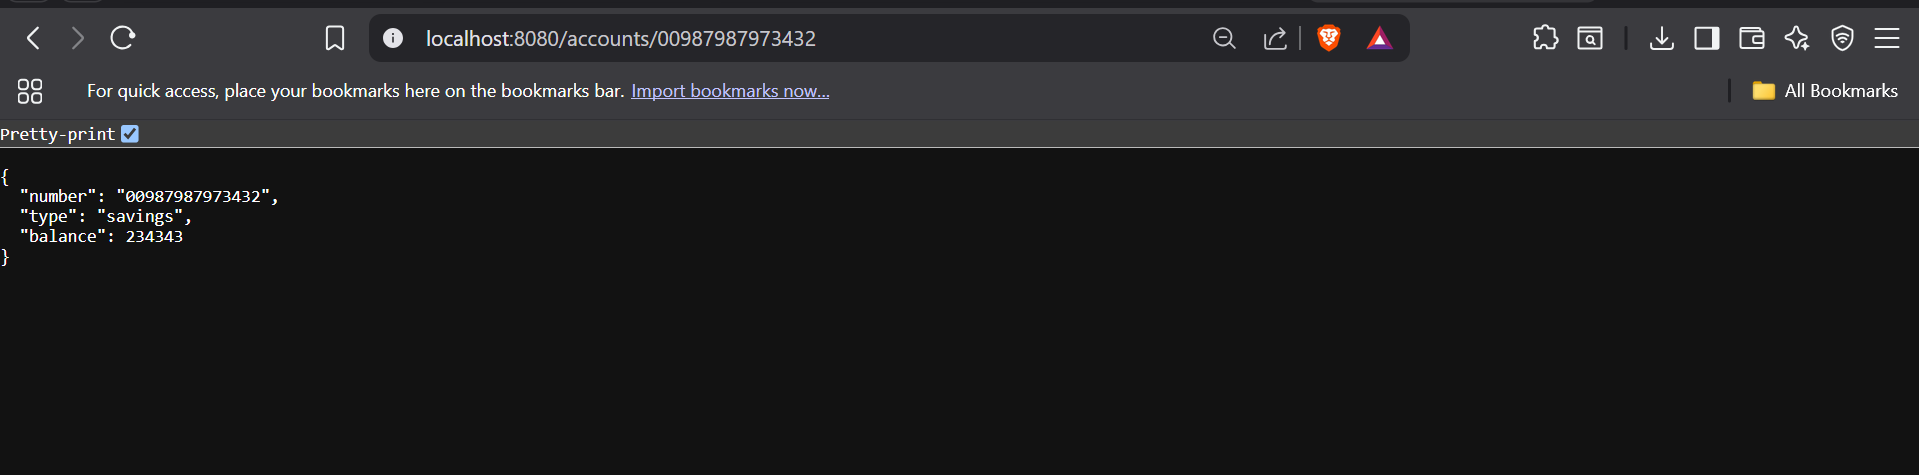 localhost:8080/accounts/00987987973432
For quick access, place your bookmarks here on the bookmarks bar. Import bookmarks now...
All Bookmarks
Pretty-print
{
  "number": "00987987973432",
  "type": "savings",
  "balance": 234343
}